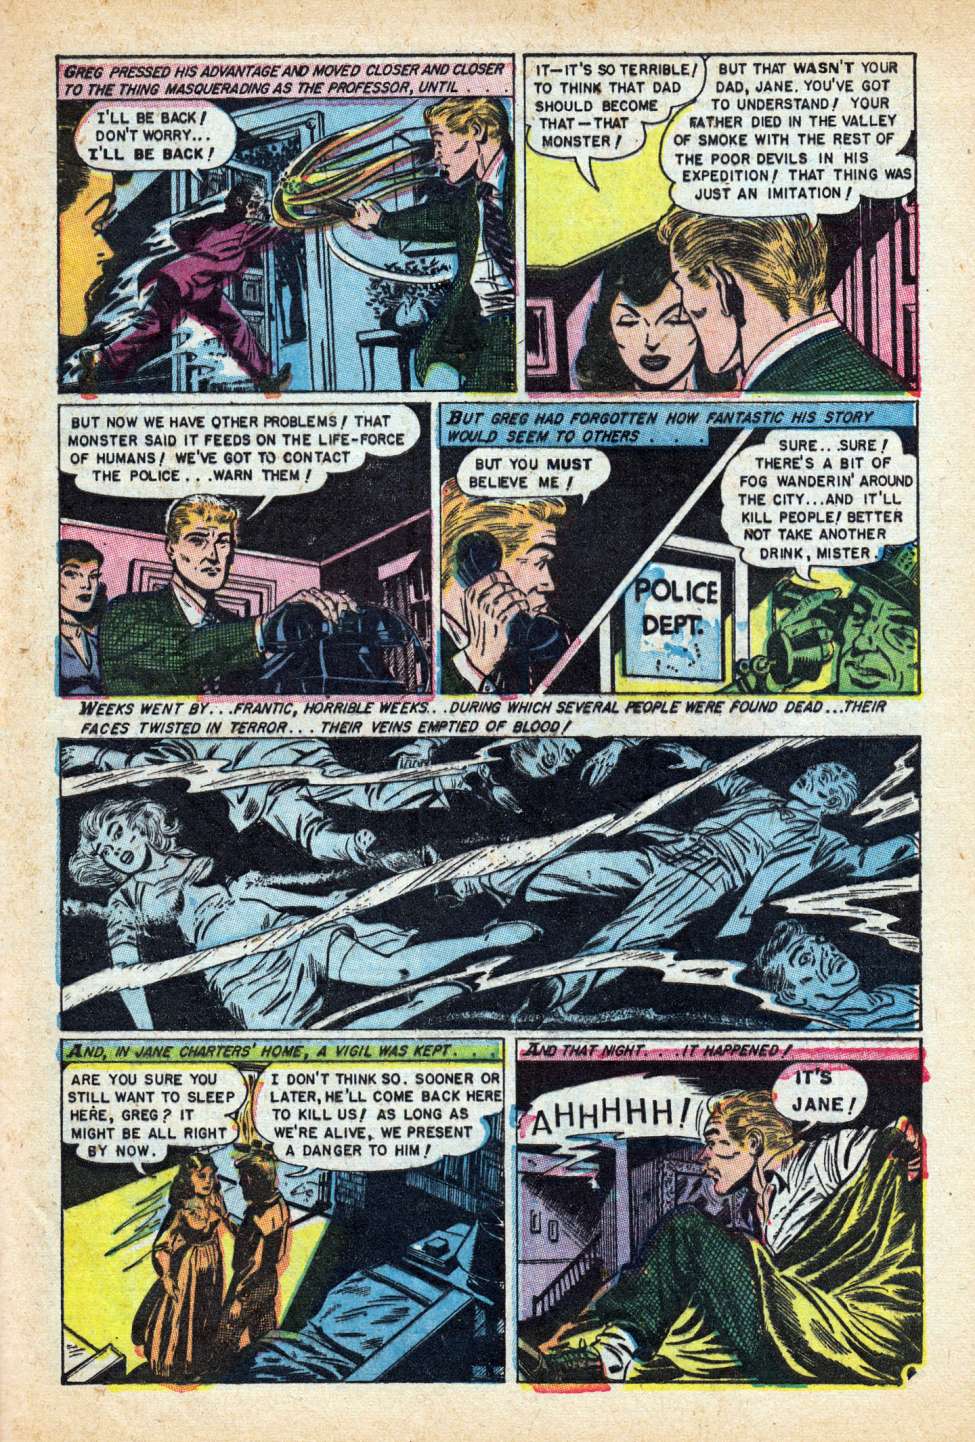 GREG PRESSED HIS ADVANTAGE AND MOVED CLOSER AND CLOSER
TO THE THING MASQUERADING AS THE PROFESSOR, UNTIL . . .
I'LL BE BACK!
DON'T WORRY...
I'LL BE BACK!
IT—IT'S SO TERRIBLE!
TO THINK THAT DAD
SHOULD BECOME
THAT—THAT
MONSTER!
BUT THAT WASN'T YOUR
DAD, JANE. YOU'VE GOT
TO UNDERSTAND! YOUR
FATHER DIED IN THE VALLEY
OF SMOKE WITH THE REST OF
THE POOR DEVILS IN HIS
EXPEDITION! THAT THING WAS
JUST AN IMITATION!
BUT NOW WE HAVE OTHER PROBLEMS! THAT
MONSTER SAID IT FEEDS ON THE LIFE-FORCE
OF HUMANS! WE'VE GOT TO CONTACT
THE POLICE . . . WARN THEM!
BUT GREG HAD FORGOTTEN HOW FANTASTIC HIS STORY
WOULD SEEM TO OTHERS . . . .
BUT YOU MUST
BELIEVE ME!
SURE... SURE!
THERE'S A BIT OF
FOG WANDERIN' AROUND
THE CITY...AND IT'LL
KILL PEOPLE! BETTER
NOT TAKE ANOTHER
DRINK, MISTER.
POLICE
DEPT.
WEEKS WENT BY...FRANTIC, HORRIBLE WEEKS...DURING WHICH SEVERAL PEOPLE WERE FOUND DEAD...THEIR
FACES TWISTED IN TERROR...THEIR VEINS EMPTIED OF BLOOD!
AND, IN JANE CHARTERS' HOME, A VIGIL WAS KEPT. . . .
ARE YOU SURE YOU
STILL WANT TO SLEEP
HERE, GREG? IT
MIGHT BE ALL RIGHT
BY NOW.
I DON'T THINK SO. SOONER OR
LATER, HE'LL COME BACK HERE
TO KILL US! AS LONG AS
WE'RE ALIVE, WE PRESENT
A DANGER TO HIM!
AND THAT NIGHT. . . IT HAPPENED!
AHHHHH!
IT'S
JANE!